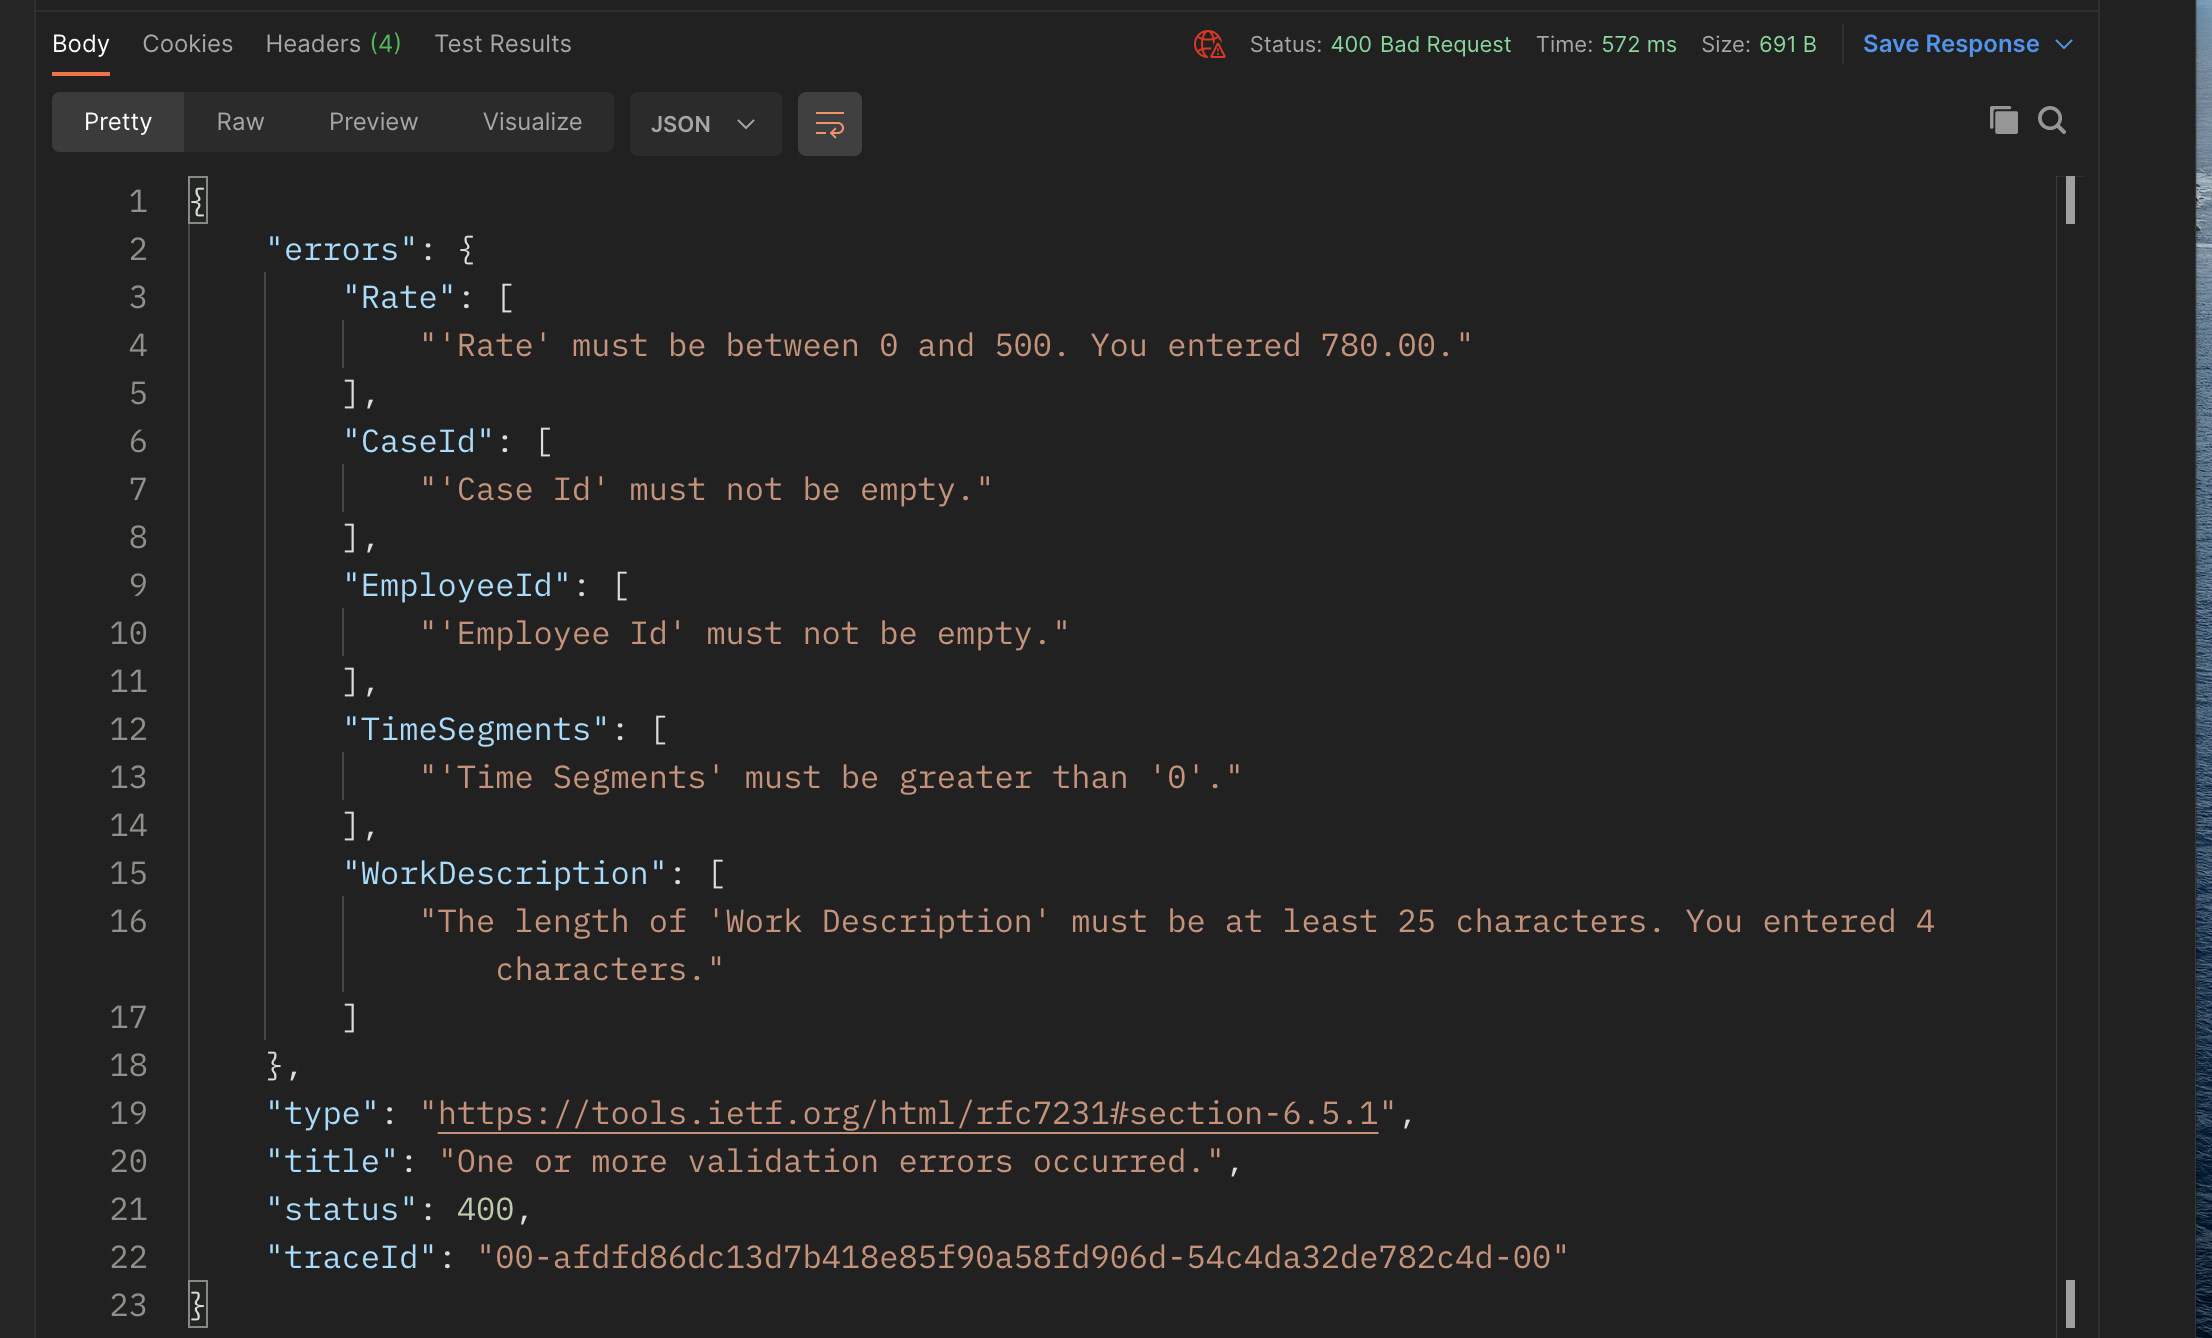 Body Cookies Headers (4) Test Results Status: 400 Bad Request Time: 572 ms Size: 691 B Save Response
Pretty Raw Preview Visualize JSON
1 {
2 "errors": {
3 "Rate": [
4 "'Rate' must be between 0 and 500. You entered 780.00."
5 ],
6 "CaseId": [
7 "'Case Id' must not be empty."
8 ],
9 "EmployeeId": [
10 "'Employee Id' must not be empty."
11 ],
12 "TimeSegments": [
13 "'Time Segments' must be greater than '0'."
14 ],
15 "WorkDescription": [
16 "The length of 'Work Description' must be at least 25 characters. You entered 4
characters."
17 ]
18 },
19 "type": "https://tools.ietf.org/html/rfc7231#section-6.5.1",
20 "title": "One or more validation errors occurred.",
21 "status": 400,
22 "traceId": "00-afdfd86dc13d7b418e85f90a58fd906d-54c4da32de782c4d-00"
23 }